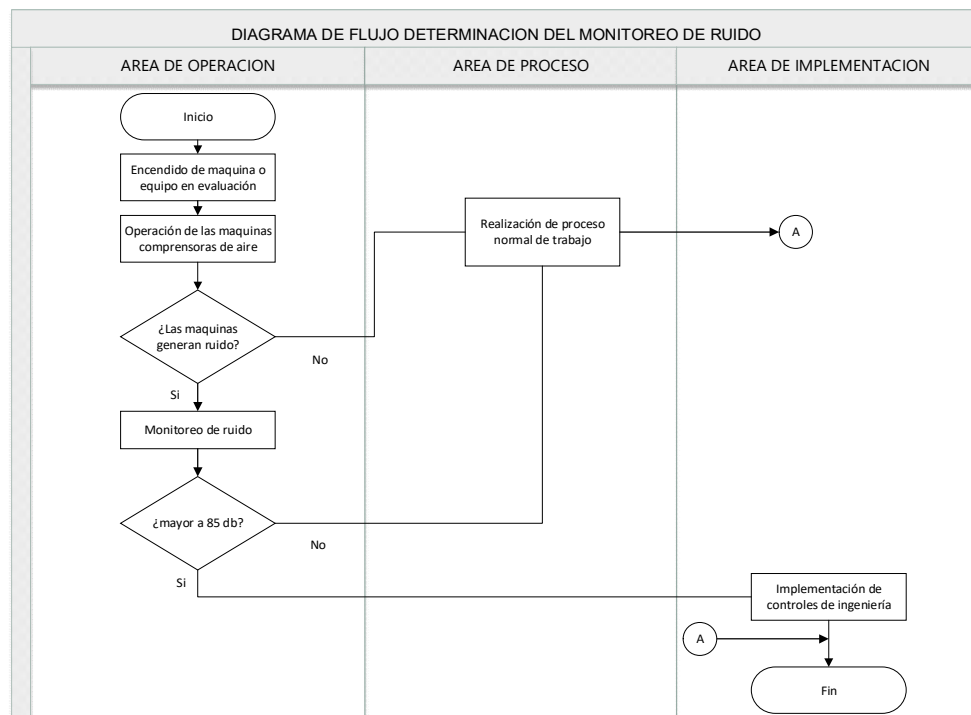 DIAGRAMA DE FLUJO DETERMINACION DEL MONITOREO DE RUIDO
AREA DE OPERACION
AREA DE PROCESO
AREA DE IMPLEMENTACION
Inicio
Encendido de maquina o
equipo en evaluación
Operación de las maquinas
comprensoras de aire
Realización de proceso
normal de trabajo
A
¿Las maquinas
generan ruido?
No
Si
Monitoreo de ruido
¿mayor a 85 db?
No
Si
Implementación de
controles de ingeniería
A
Fin